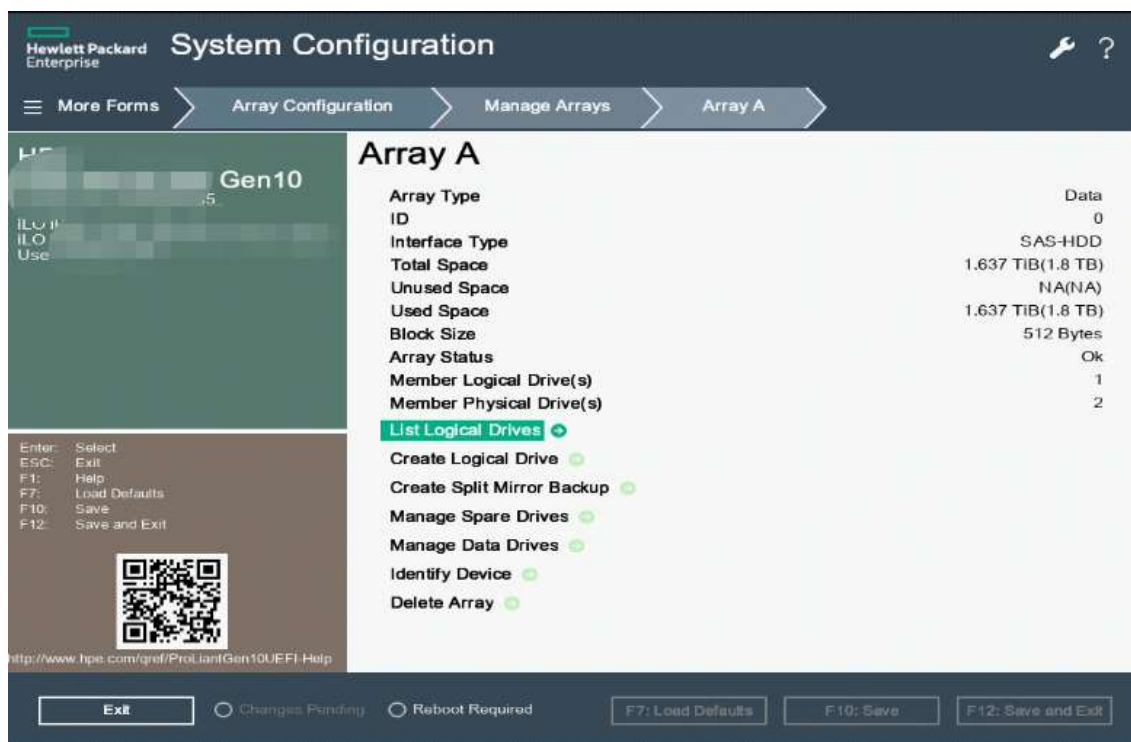 Hewlett Packard
Enterprise
System Configuration
?
More Forms
Array Configuration
Manage Arrays
Array A
Gen10
iLO
Use
Array A
Array Type Data
ID 0
Interface Type SAS-HDD
Total Space 1.637 TiB(1.8 TB)
Unused Space NA(NA)
Used Space 1.637 TiB(1.8 TB)
Block Size 512 Bytes
Array Status Ok
Member Logical Drive(s) 1
Member Physical Drive(s) 2
List Logical Drives
Create Logical Drive
Create Split Mirror Backup
Manage Spare Drives
Manage Data Drives
Identify Device
Delete Array
Enter: Select
ESC: Exit
F1: Help
F7: Load Defaults
F10: Save
F12: Save and Exit
http://www.hpe.com/qref/ProLiantGen10UEFI-Help
Exit
Changes Pending
Reboot Required
F7: Load Defaults
F10: Save
F12: Save and Exit